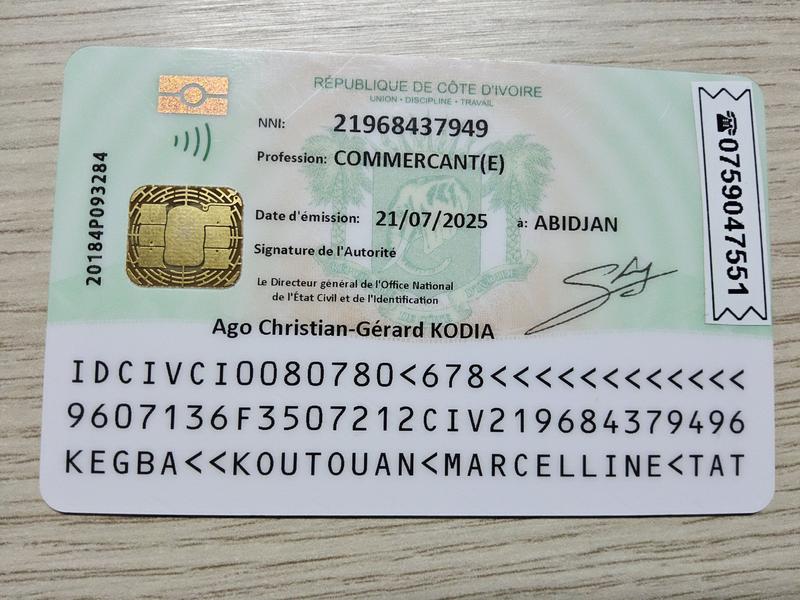 RÉPUBLIQUE DE CÔTE D'IVOIRE
UNION • DISCIPLINE • TRAVAIL
NNI: 21968437949
Profession: COMMERCANT(E)
Date d'émission: 21/07/2025 à: ABIDJAN
Signature de l'Autorité
Le Directeur général de l'Office National
de l'État Civil et de l'Identification
Ago Christian-Gérard KODIA
20184P093284
☎0759047551
IDCIVCI0080780<678<<<<<<<<<<<<<
9607136F3507212CIV219684379496
KEGBA<<KOUTOUAN<MARCELLINE<TAT